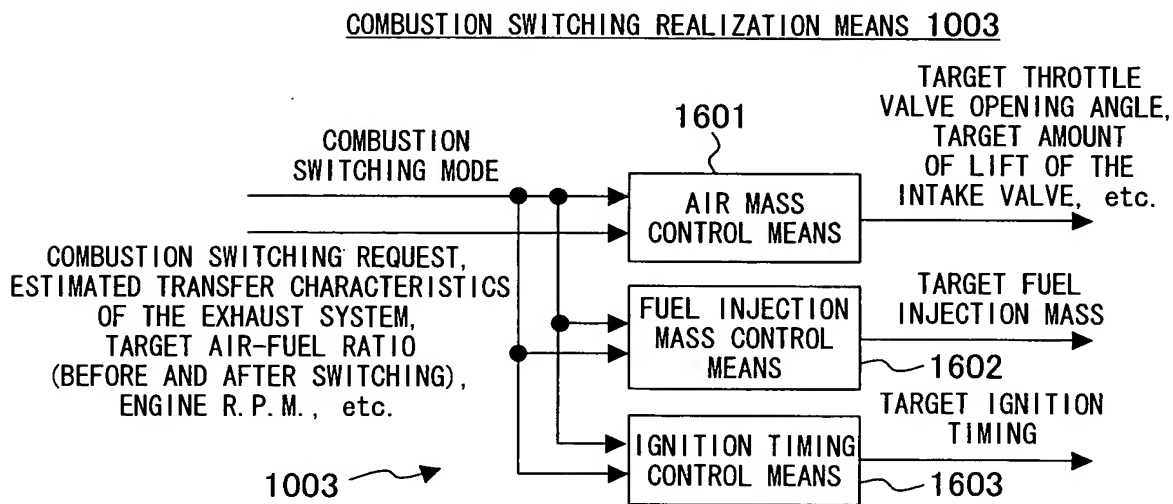 COMBUSTION SWITCHING REALIZATION MEANS 1003
COMBUSTION
SWITCHING MODE
COMBUSTION SWITCHING REQUEST,
ESTIMATED TRANSFER CHARACTERISTICS
OF THE EXHAUST SYSTEM,
TARGET AIR-FUEL RATIO
(BEFORE AND AFTER SWITCHING),
ENGINE R.P.M., etc.
1003
1601
AIR MASS
CONTROL MEANS
TARGET THROTTLE
VALVE OPENING ANGLE,
TARGET AMOUNT
OF LIFT OF THE
INTAKE VALVE, etc.
FUEL INJECTION
MASS CONTROL
MEANS
1602
TARGET FUEL
INJECTION MASS
IGNITION TIMING
CONTROL MEANS
1603
TARGET IGNITION
TIMING